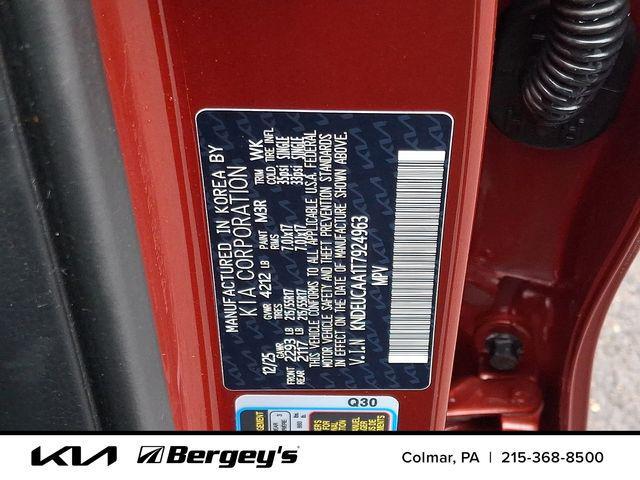 MANUFACTURED IN KOREA BY
KIA CORPORATION
12/25 GVWR 4212 LB PAINT M3R TRIM WK
GAWR TIRES RIMS COLD TIRE INFL
FRONT 2293 LB 215/55R17 7.0Jx17 35psi SINGLE
REAR 2117 LB 215/55R17 7.0Jx17 33psi SINGLE
THIS VEHICLE CONFORMS TO ALL APPLICABLE U.S.A FEDERAL
MOTOR VEHICLE SAFETY AND THEFT PREVENTION STANDARDS
IN EFFECT ON THE DATE OF MANUFACTURE SHOWN ABOVE.
V.I.N KNDEUCAA1T7924963
MPV
Q30
KIA Bergey's
Colmar, PA | 215-368-8500